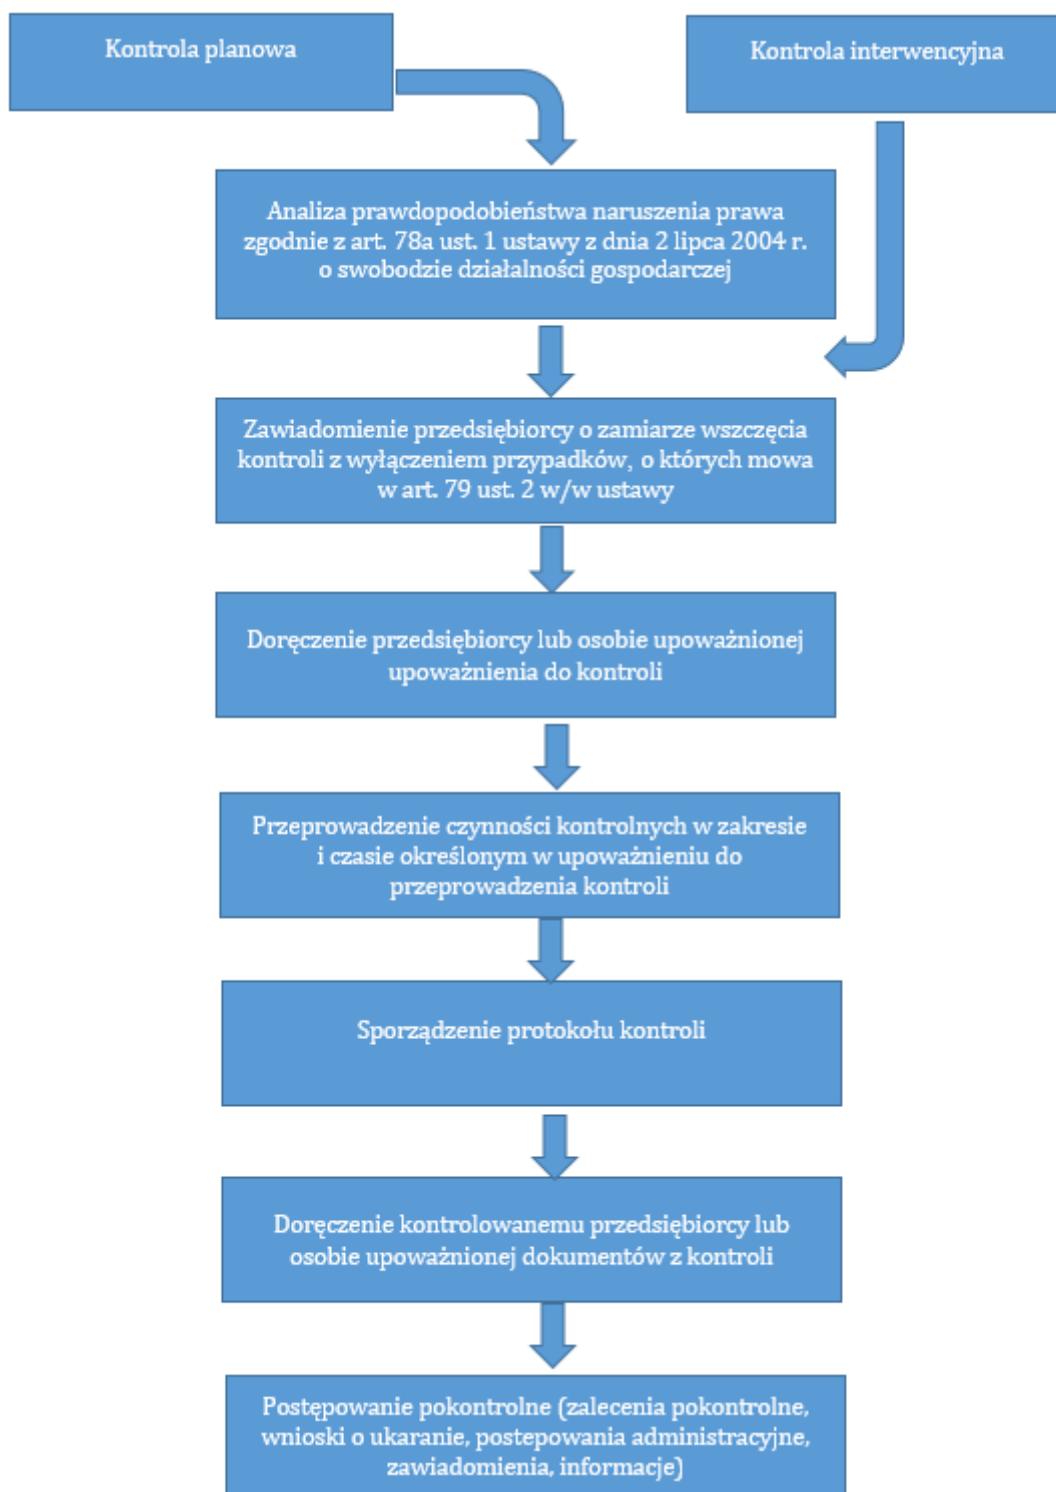 Kontrola planowa
Kontrola interwencyjna
Analiza prawdopodobieństwa naruszenia prawa
zgodnie z art. 78a ust. 1 ustawy z dnia 2 lipca 2004 r.
o swobodzie działalności gospodarczej
Zawiadomienie przedsiębiorcy o zamiarze wszczęcia
kontroli z wyłączeniem przypadków, o których mowa
w art. 79 ust. 2 w/w ustawy
Doręczenie przedsiębiorcy lub osobie upoważnionej
upoważnienia do kontroli
Przeprowadzenie czynności kontrolnych w zakresie
i czasie określonym w upoważnieniu do
przeprowadzenia kontroli
Sporządzenie protokołu kontroli
Doręczenie kontrolowanemu przedsiębiorcy lub
osobie upoważnionej dokumentów z kontroli
Postępowanie pokontrolne (zalecenia pokontrolne,
wnioski o ukaranie, postepowania administracyjne,
zawiadomienia, informacje)